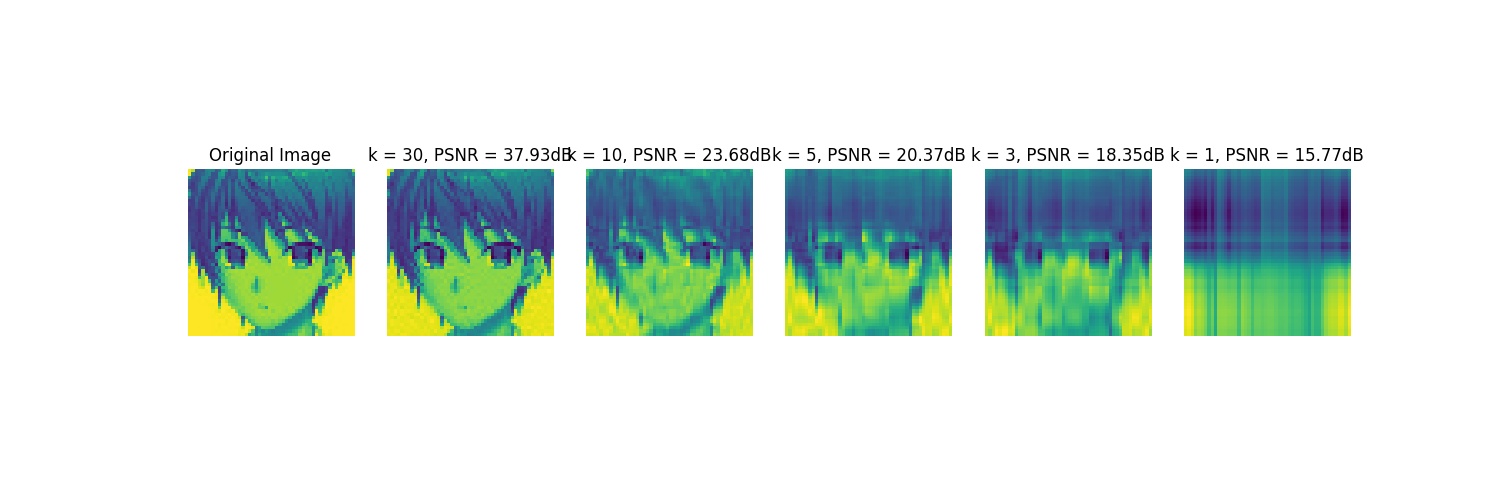 Original Image
k = 30, PSNR = 37.93dB
k = 10, PSNR = 23.68dB
k = 5, PSNR = 20.37dB
k = 3, PSNR = 18.35dB
k = 1, PSNR = 15.77dB